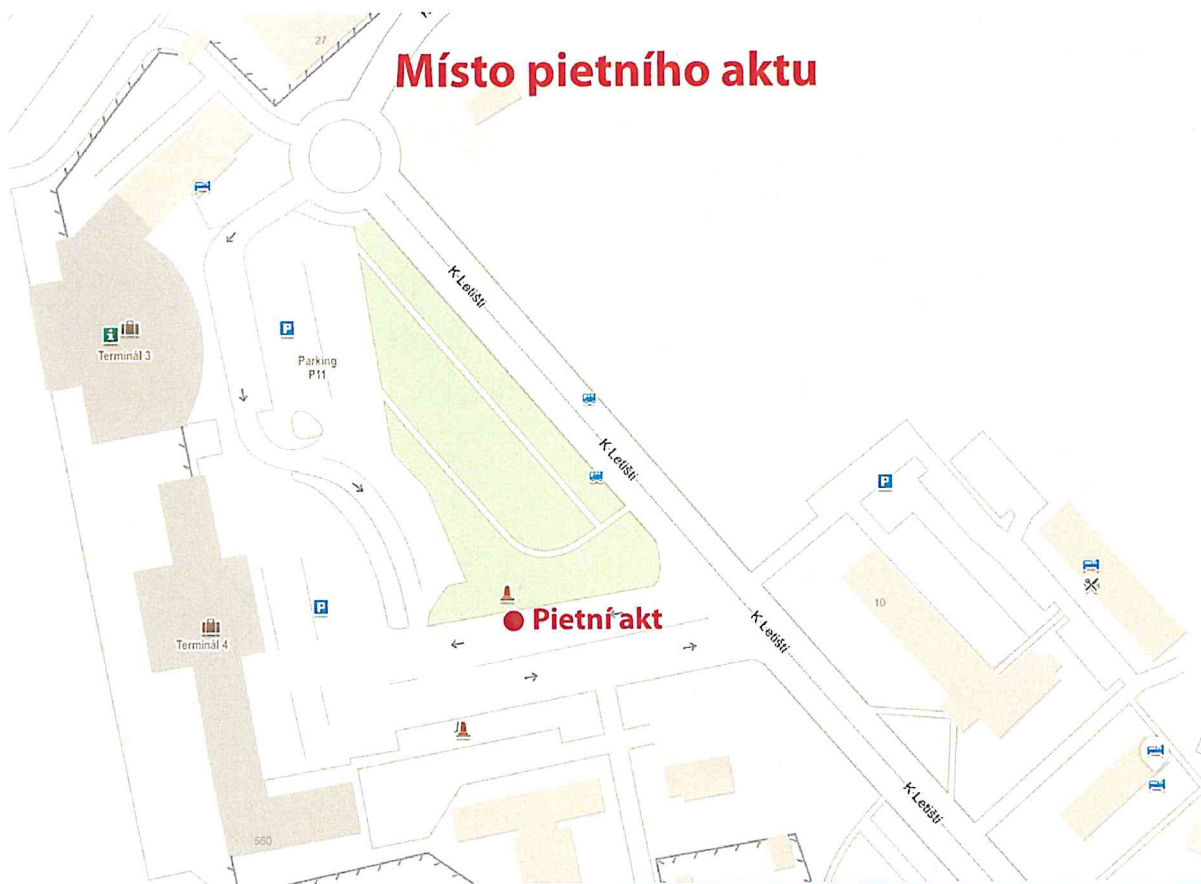 27
Místo pietního aktu
K Letišti
Terminál 3
Parking
P11
K Letišti
10
Pietní akt
K Letišti
Terminál 4
K Letišti
560